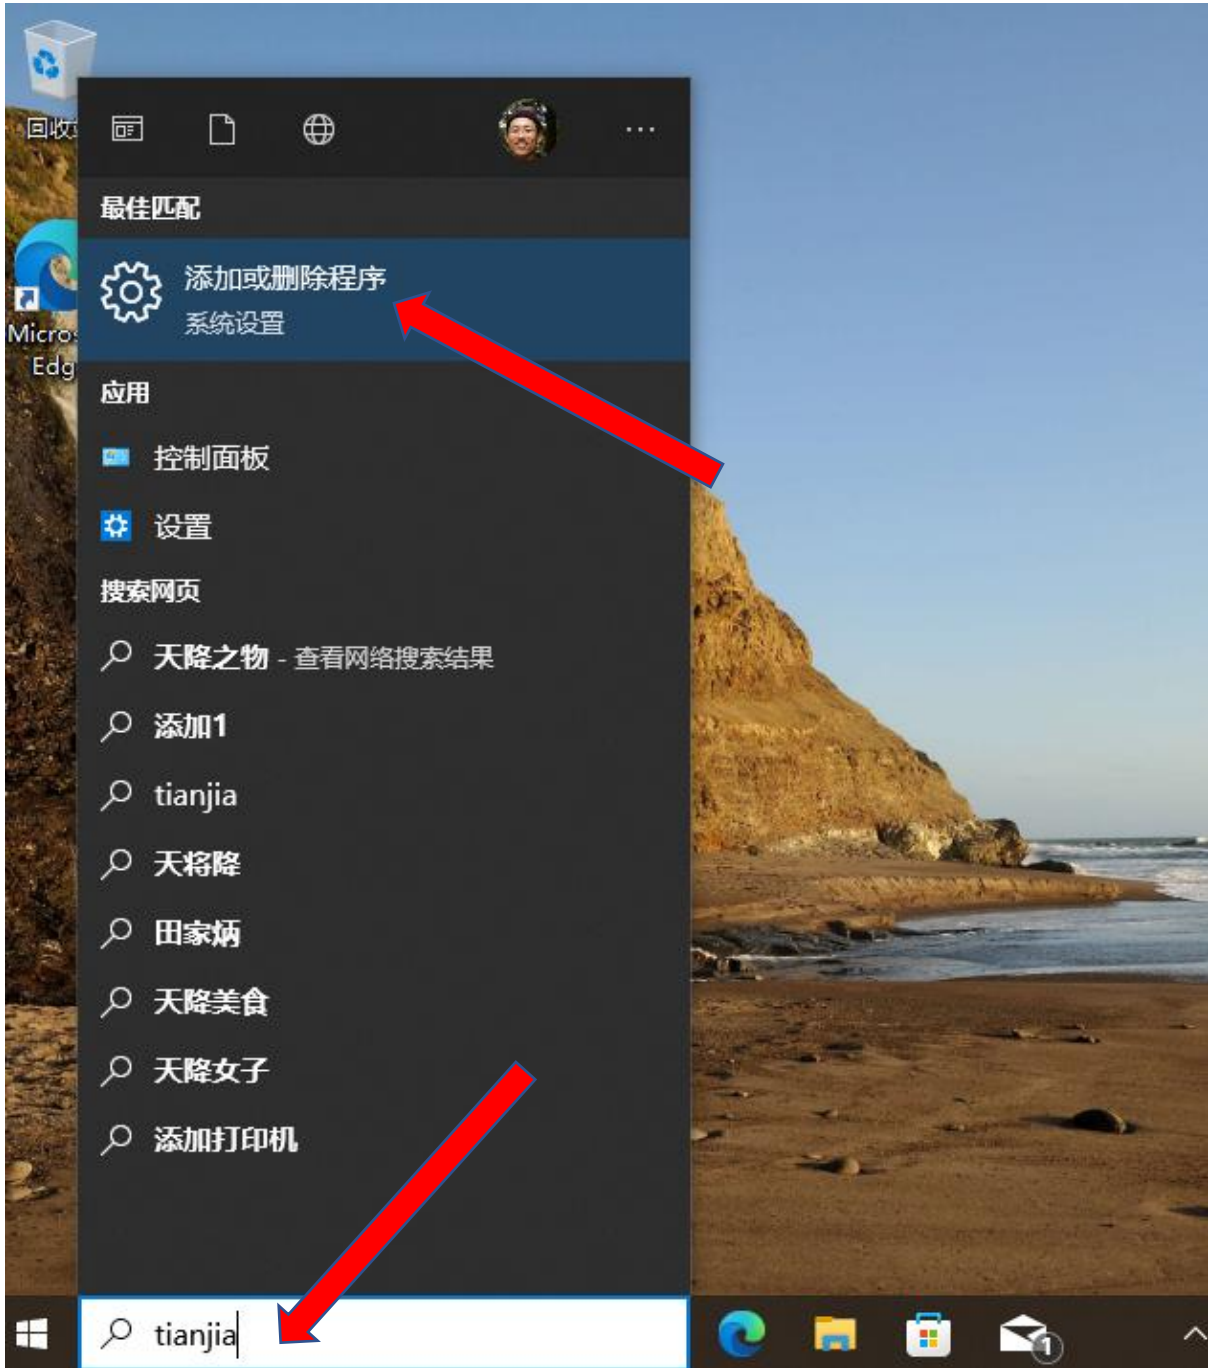 回收
Micros
Edg
最佳匹配
添加或删除程序
系统设置
应用
控制面板
设置
搜索网页
天降之物 - 查看网络搜索结果
添加1
tianjia
天将降
田家炳
天降美食
天降女子
添加打印机
tianjia
1